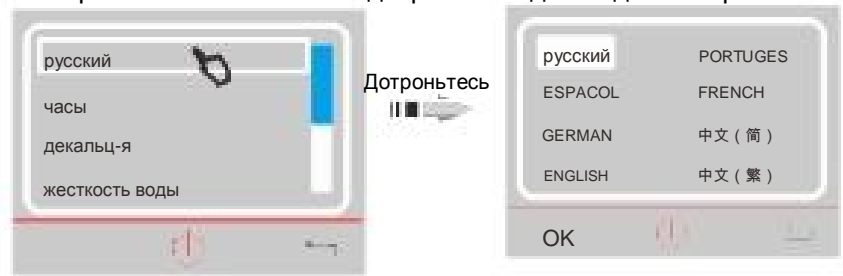 русский
часы
декальц-я
жесткость воды
Дотроньтесь
русский PORTUGES
ESPACOL FRENCH
GERMAN 中文（简）
ENGLISH 中文（繁）
OK